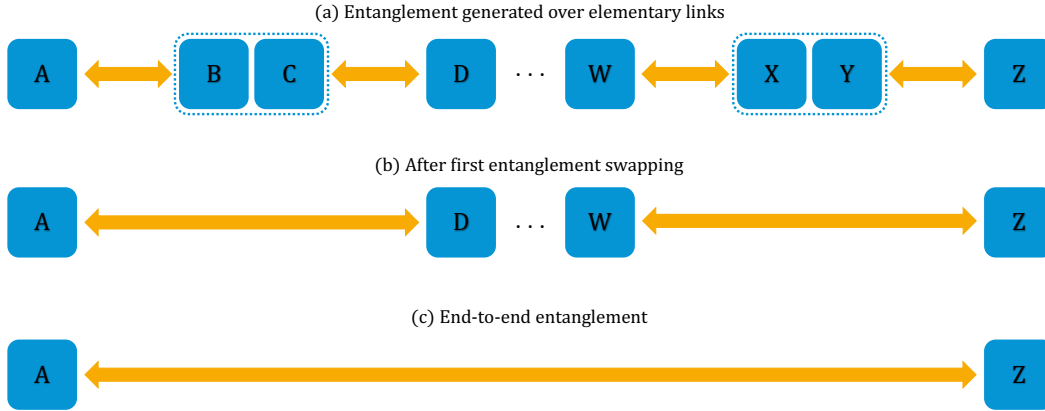 (a) Entanglement generated over elementary links
A B C D . . . W X Y Z
(b) After first entanglement swapping
A D . . . W Z
(c) End-to-end entanglement
A Z